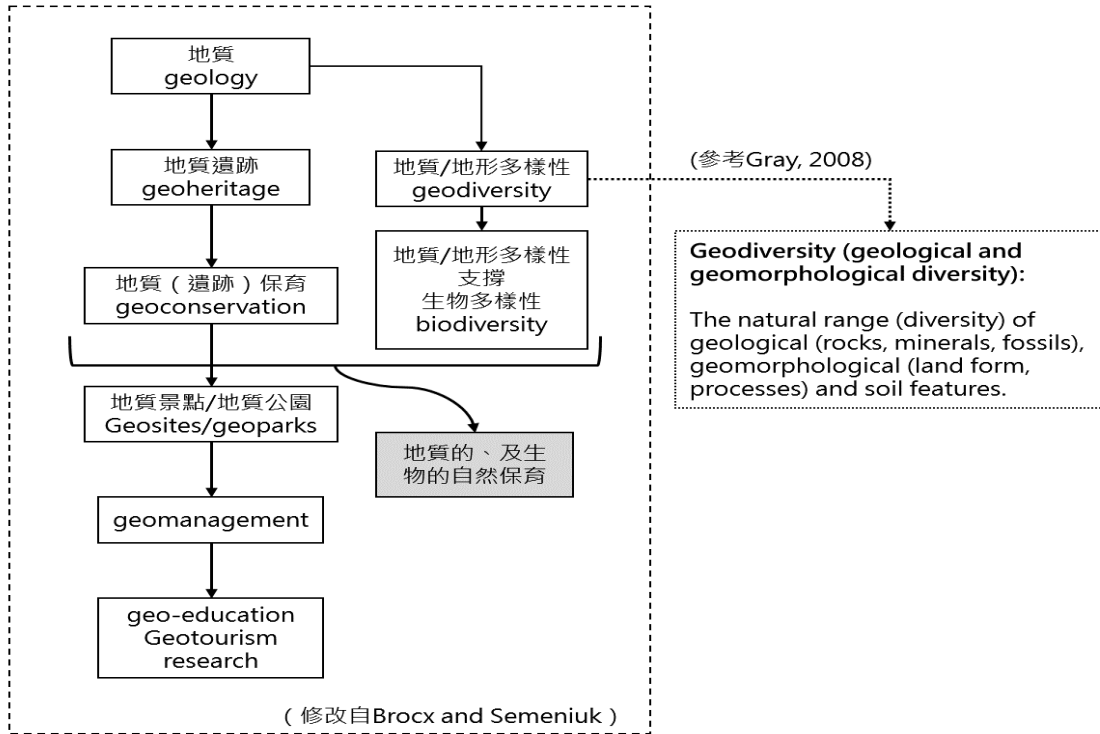 地質
geology
地質遺跡
geoheritage
地質（遺跡）保育
geoconservation
地質景點/地質公園
Geosites/geoparks
geomanagement
geo-education
Geotourism
research
地質/地形多樣性
geodiversity
地質/地形多樣性
支撐
生物多樣性
biodiversity
地質的、及生
物的自然保育
（修改自Brocx and Semeniuk）
(參考Gray, 2008)
Geodiversity (geological and
geomorphological diversity):
The natural range (diversity) of
geological (rocks, minerals, fossils),
geomorphological (land form,
processes) and soil features.